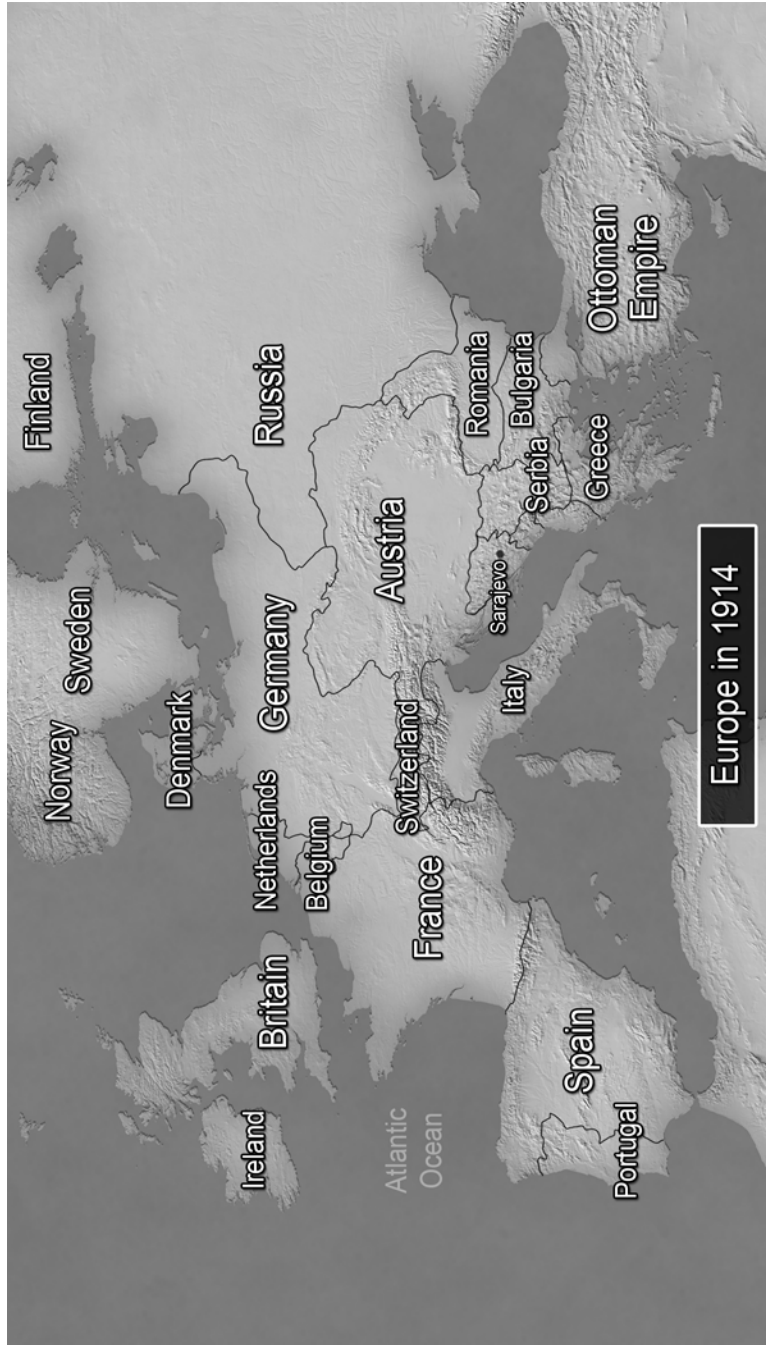 Norway
Sweden
Finland
Denmark
Ireland
Britain
Netherlands
Belgium
Germany
Russia
Atlantic
Ocean
France
Switzerland
Austria
Romania
Bulgaria
Serbia
Sarajevo
Italy
Greece
Ottoman
Empire
Spain
Portugal
Europe in 1914